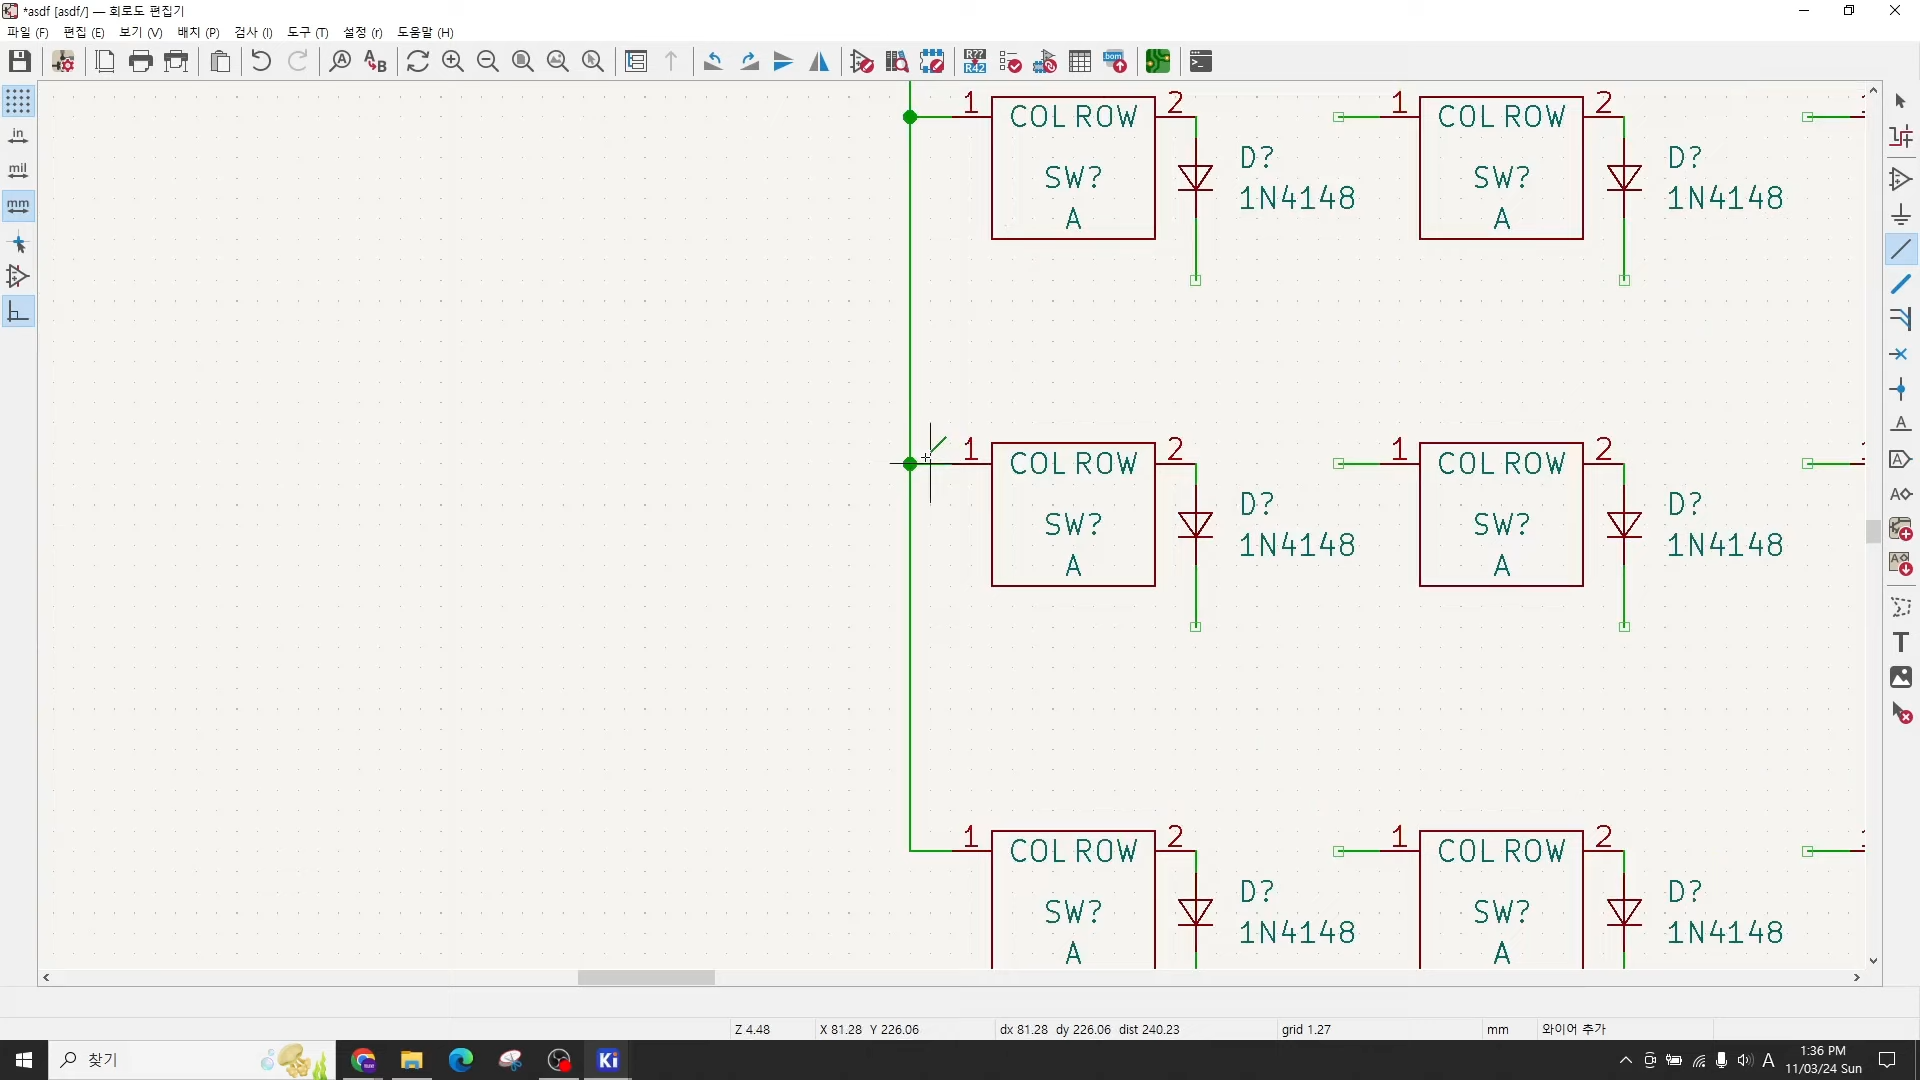 *asdf [asdf/] — 회로도 편집기
파일 (F) 편집 (E) 보기 (V) 배치 (P) 검사 (I) 도구 (T) 설정 (r) 도움말 (H)
in
mil
mm
R??
R42
bom
1 COL ROW 2
SW?
A
D?
1N4148
1 COL ROW 2
SW?
A
D?
1N4148
1 COL ROW 2
SW?
A
D?
1N4148
1 COL ROW 2
SW?
A
D?
1N4148
1 COL ROW 2
SW?
A
D?
1N4148
1 COL ROW 2
SW?
A
D?
1N4148
Z 4.48 X 81.28 Y 226.06 dx 81.28 dy 226.06 dist 240.23 grid 1.27 mm 와이어 추가
찾기
Ki
A
1:36 PM
11/03/24 Sun